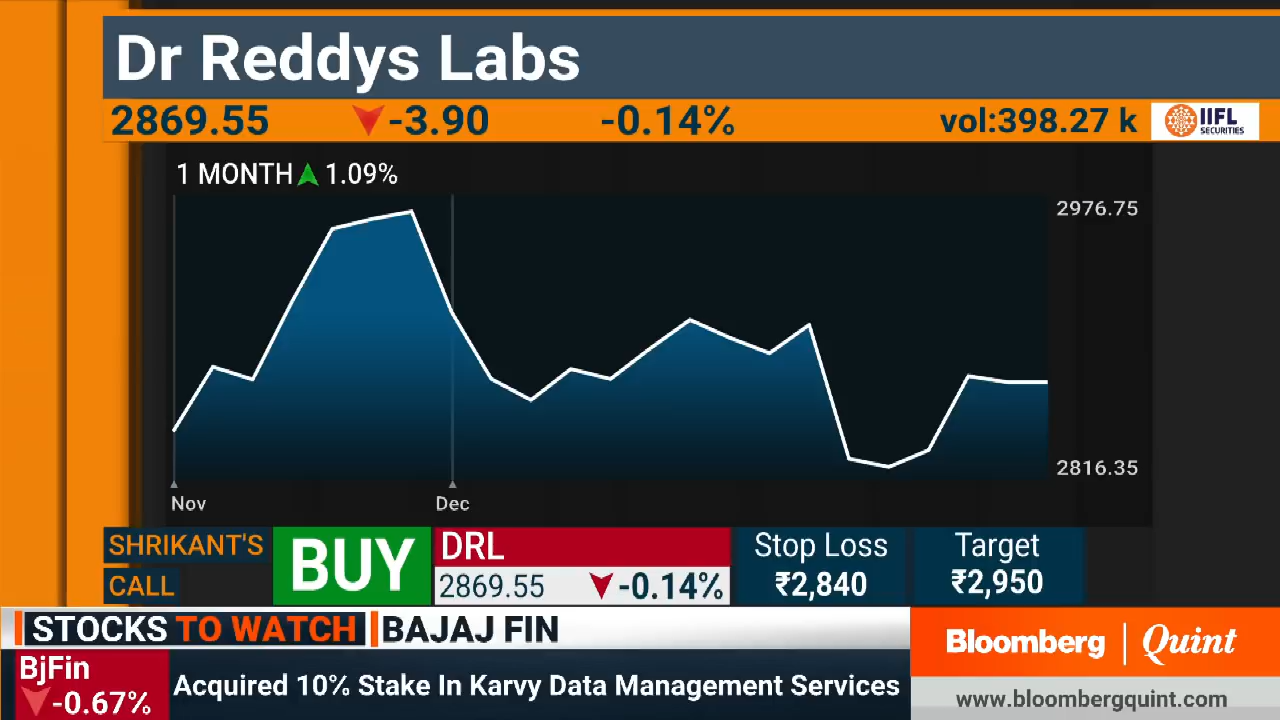 Dr Reddys Labs
2869.55 -3.90 -0.14% vol:398.27 k IIFL SECURITIES
1 MONTH 1.09%
2976.75
2816.35
Nov Dec
SHRIKANT'S CALL
BUY
DRL
2869.55 -0.14%
Stop Loss
₹2,840
Target
₹2,950
STOCKS TO WATCH BAJAJ FIN
BjFin
-0.67%
Acquired 10% Stake In Karvy Data Management Services
Bloomberg | Quint
www.bloombergquint.com